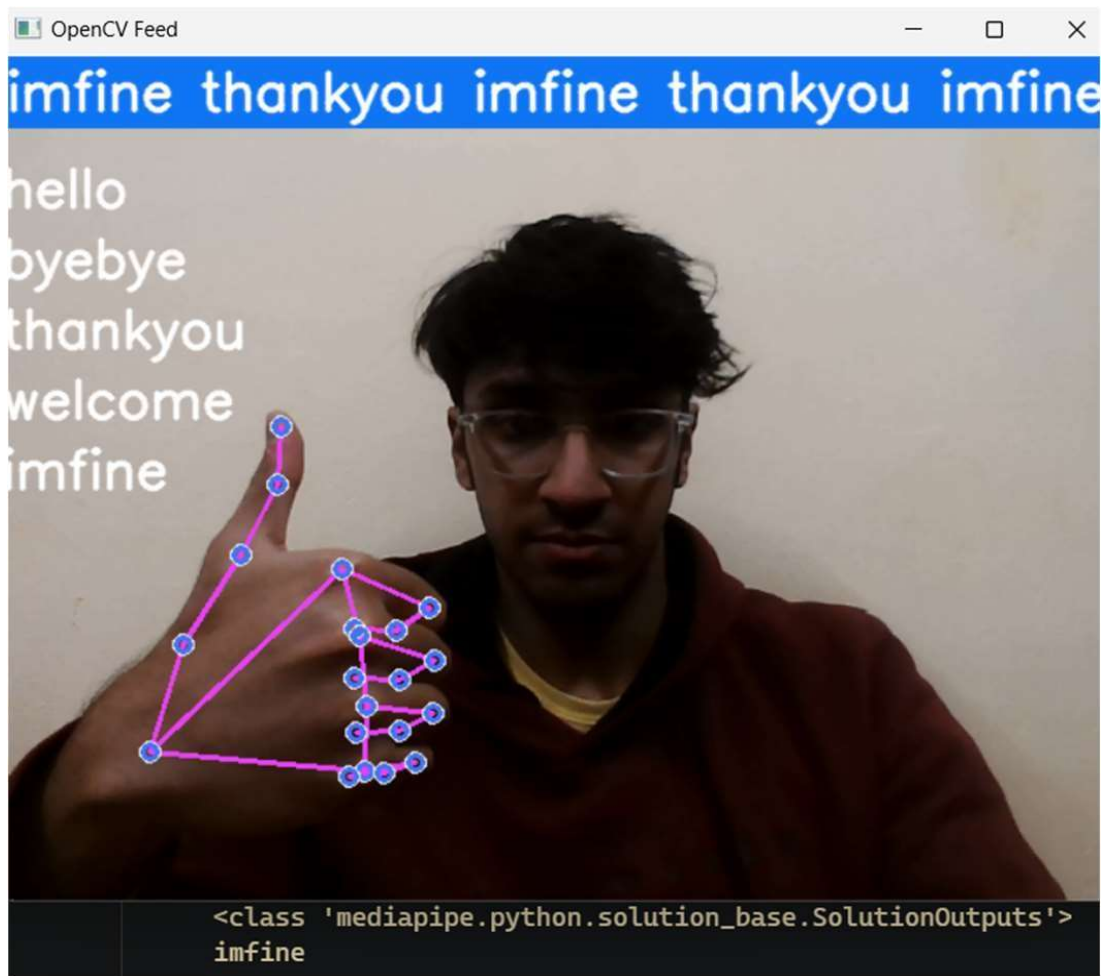 OpenCV Feed
imfine thankyou imfine thankyou imfine
hello
byebye
thankyou
welcome
imfine
<class 'mediapipe.python.solution_base.SolutionOutputs'>
imfine